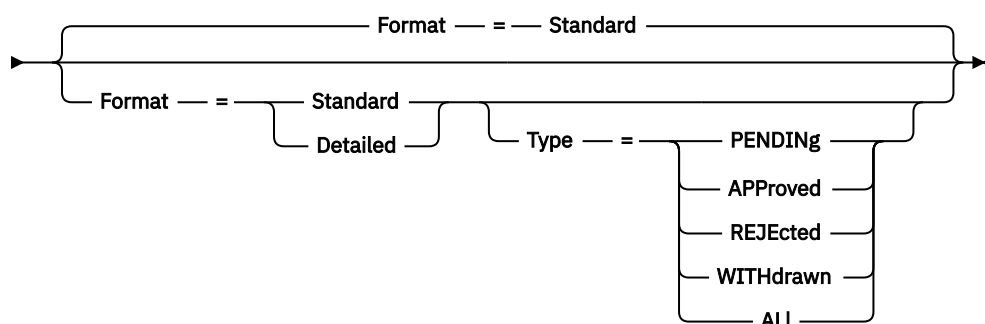 Format = Standard
Format = Standard
Detailed
Type = PENDINg
APProved
REJEcted
WITHdrawn